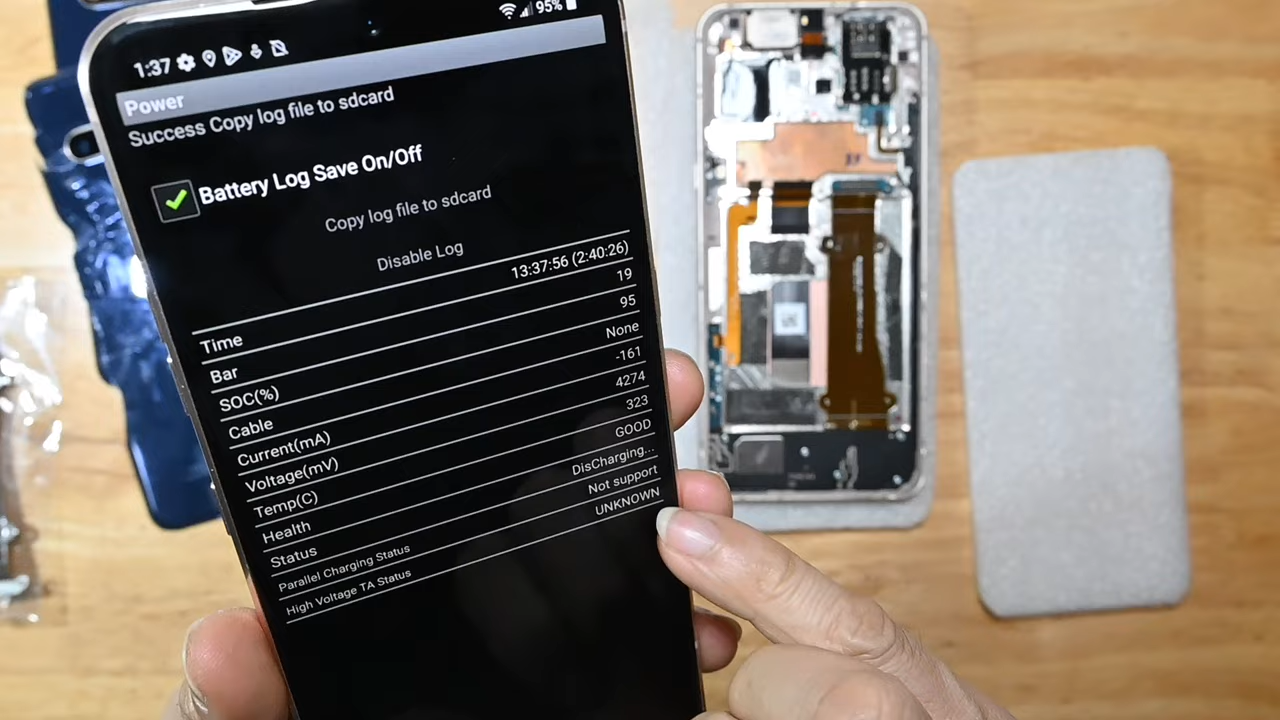 1:37 95%
Power
Success Copy log file to sdcard
Battery Log Save On/Off
Copy log file to sdcard
Disable Log
Time 13:37:56 (2:40:26)
Bar 19
SOC(%) 95
Cable None
Current(mA) -161
Voltage(mV) 4274
Temp(C) 323
Health GOOD
Status DisCharging...
Parallel Charging Status Not support
High Voltage TA Status UNKNOWN